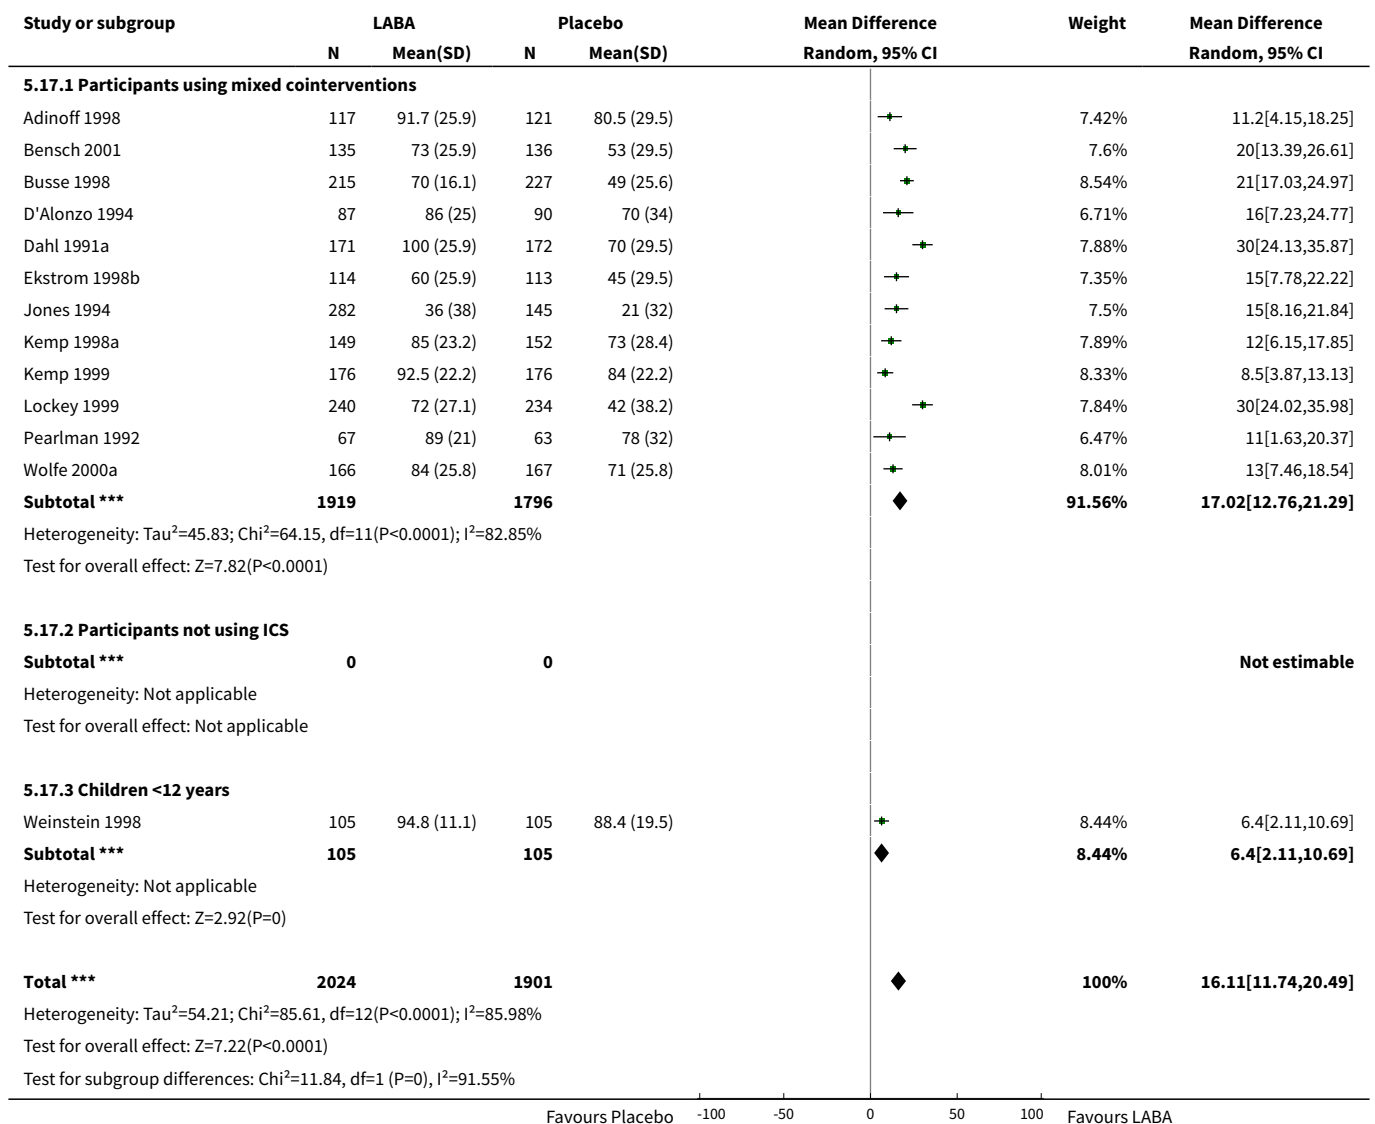 Study or subgroup LABA Placebo Mean Difference Weight Mean Difference
N Mean(SD) N Mean(SD) Random, 95% CI Random, 95% CI
5.17.1 Participants using mixed cointerventions
Adinoff 1998 117 91.7 (25.9) 121 80.5 (29.5) 7.42% 11.2[4.15,18.25]
Bensch 2001 135 73 (25.9) 136 53 (29.5) 7.6% 20[13.39,26.61]
Busse 1998 215 70 (16.1) 227 49 (25.6) 8.54% 21[17.03,24.97]
D'Alonzo 1994 87 86 (25) 90 70 (34) 6.71% 16[7.23,24.77]
Dahl 1991a 171 100 (25.9) 172 70 (29.5) 7.88% 30[24.13,35.87]
Ekstrom 1998b 114 60 (25.9) 113 45 (29.5) 7.35% 15[7.78,22.22]
Jones 1994 282 36 (38) 145 21 (32) 7.5% 15[8.16,21.84]
Kemp 1998a 149 85 (23.2) 152 73 (28.4) 7.89% 12[6.15,17.85]
Kemp 1999 176 92.5 (22.2) 176 84 (22.2) 8.33% 8.5[3.87,13.13]
Lockey 1999 240 72 (27.1) 234 42 (38.2) 7.84% 30[24.02,35.98]
Pearlman 1992 67 89 (21) 63 78 (32) 6.47% 11[1.63,20.37]
Wolfe 2000a 166 84 (25.8) 167 71 (25.8) 8.01% 13[7.46,18.54]
Subtotal *** 1919 1796 91.56% 17.02[12.76,21.29]
Heterogeneity: Tau²=45.83; Chi²=64.15, df=11(P<0.0001); I²=82.85%
Test for overall effect: Z=7.82(P<0.0001)
5.17.2 Participants not using ICS
Subtotal *** 0 0 Not estimable
Heterogeneity: Not applicable
Test for overall effect: Not applicable
5.17.3 Children <12 years
Weinstein 1998 105 94.8 (11.1) 105 88.4 (19.5) 8.44% 6.4[2.11,10.69]
Subtotal *** 105 105 8.44% 6.4[2.11,10.69]
Heterogeneity: Not applicable
Test for overall effect: Z=2.92(P=0)
Total *** 2024 1901 100% 16.11[11.74,20.49]
Heterogeneity: Tau²=54.21; Chi²=85.61, df=12(P<0.0001); I²=85.98%
Test for overall effect: Z=7.22(P<0.0001)
Test for subgroup differences: Chi²=11.84, df=1 (P=0), I²=91.55%
Favours Placebo -100 -50 0 50 100 Favours LABA